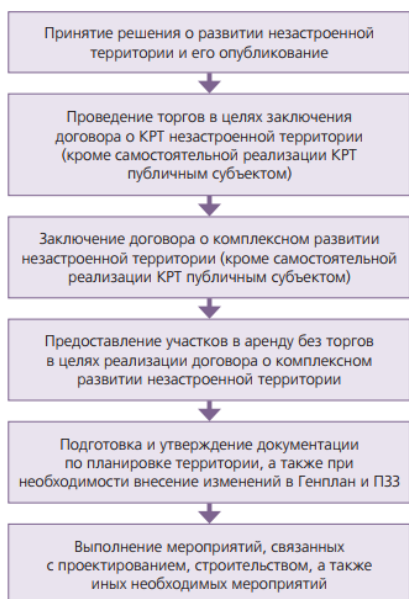 Принятие решения о развитии незастроенной
территории и его опубликование
Проведение торгов в целях заключения
договора о КРТ незастроенной территории
(кроме самостоятельной реализации КРТ
публичным субъектом)
Заключение договора о комплексном развитии
незастроенной территории (кроме самостоятельной
реализации КРТ публичным субъектом)
Предоставление участков в аренду без торгов
в целях реализации договора о комплексном
развитии незастроенной территории
Подготовка и утверждение документации
по планировке территории, а также при
необходимости внесение изменений в Генплан и ПЗЗ
Выполнение мероприятий, связанных
с проектированием, строительством, а также
иных необходимых мероприятий